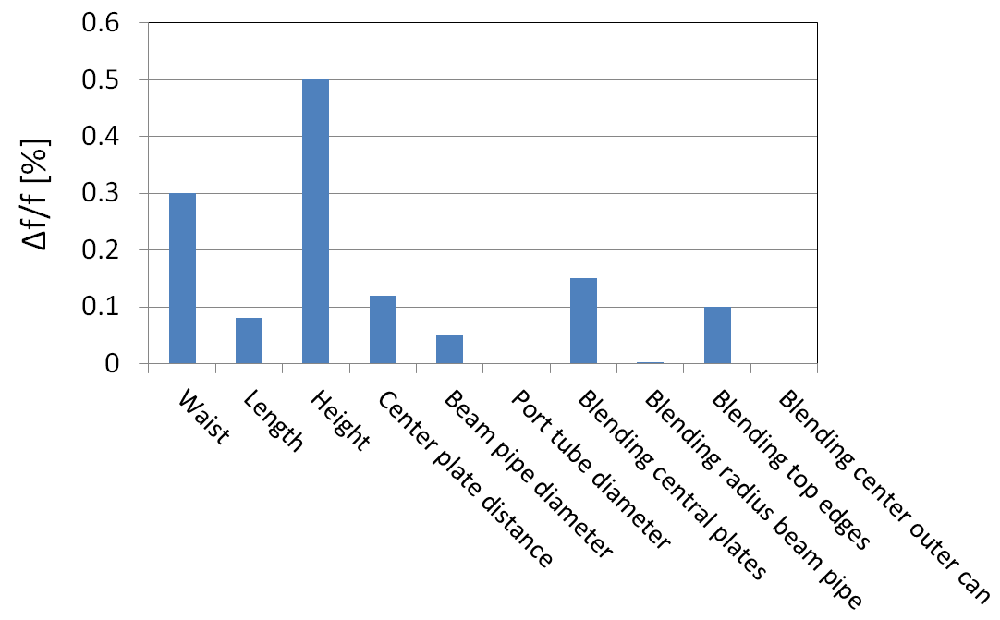 0.6
0.5
0.4
0.3
0.2
0.1
0
Δf/f [%]
Waist
Length
Height
Center plate distance
Beam pipe diameter
Port tube diameter
Blending central plates
Blending radius beam pipe
Blending top edges
Blending center outer can